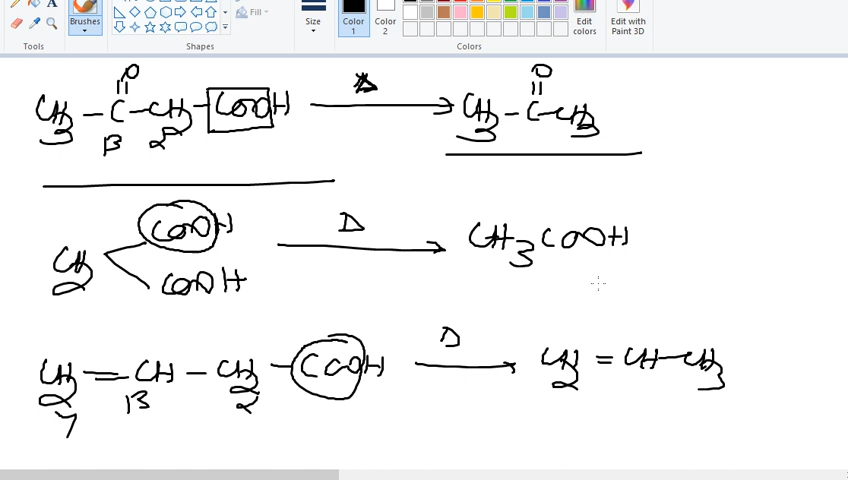 Brushes
Fill
Size
Color 1
Color 2
Edit colors
Edit with Paint 3D
Tools
Shapes
Colors
O O
CH3 – C – CH2 – COOH Δ CH3 – C – CH3
β α
COOH Δ CH3COOH
CH2
COOH
CH2 = CH – CH2 – COOH Δ CH2 = CH – CH3
γ β α